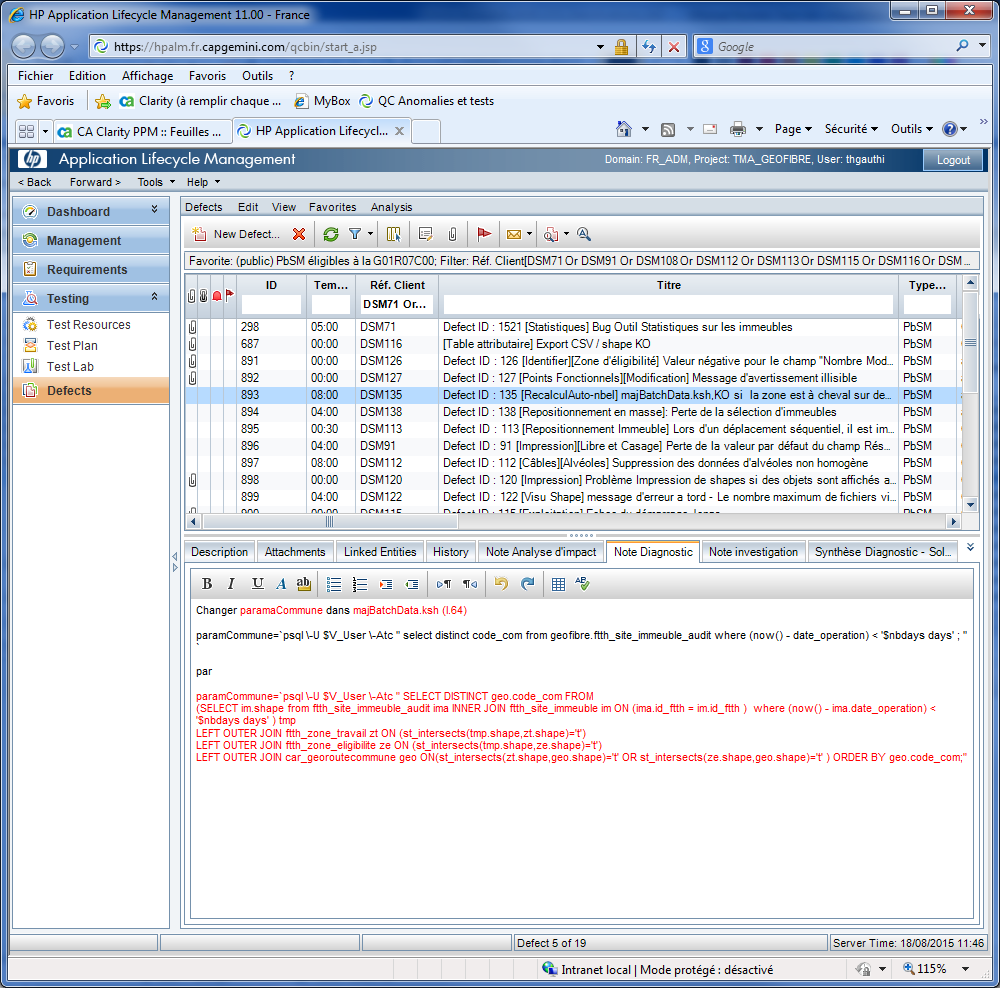 HP Application Lifecycle Management 11.00 - France
https://hpalm.fr.capgemini.com/qcbin/start_a.jsp
Google
Fichier Edition Affichage Favoris Outils ?
Favoris Clarity (à remplir chaque ... MyBox QC Anomalies et tests
CA Clarity PPM :: Feuilles ... HP Application Lifecycl... Page Sécurité Outils
hp Application Lifecycle Management Domain: FR_ADM, Project: TMA_GEOFIBRE, User: thgauthi Logout
< Back Forward > Tools Help
Dashboard
Management
Requirements
Testing
Test Resources
Test Plan
Test Lab
Defects
Defects Edit View Favorites Analysis
New Defect...
Favorite: (public) PbSM éligibles à la G01R07C00; Filter: Réf. Client[DSM71 Or DSM91 Or DSM108 Or DSM112 Or DSM113 Or DSM115 Or DSM116 Or DSM ...
ID Tem... Réf. Client Titre Type...
DSM71 Or...
298 05:00 DSM71 Defect ID : 1521 [Statistiques] Bug Outil Statistiques sur les immeubles PbSM
687 00:00 DSM116 [Table attributaire] Export CSV / shape KO PbSM
891 00:00 DSM126 Defect ID : 126 [Identifier][Zone d'éligibilité] Valeur négative pour le champ "Nombre Mod... PbSM
892 00:00 DSM127 Defect ID : 127 [Points Fonctionnels][Modification] Message d'avertissement illisible PbSM
893 08:00 DSM135 Defect ID : 135 [RecalculAuto-nbel] majBatchData.ksh,KO si la zone est à cheval sur de... PbSM
894 04:00 DSM138 Defect ID : 138 [Repositionnement en masse]: Perte de la sélection d'immeubles PbSM
895 00:30 DSM113 Defect ID : 113 [Repositionnement Immeuble] Lors d'un déplacement séquentiel, il est im... PbSM
896 04:00 DSM91 Defect ID : 91 [Impression][Libre et Casage] Perte de la valeur par défaut du champ Rés... PbSM
897 08:00 DSM112 Defect ID : 112 [Câbles][Alvéoles] Suppression des données d'alvéoles non homogène PbSM
898 00:00 DSM120 Defect ID : 120 [Impression] Problème Impression de shapes si des objets sont affichés a... PbSM
899 04:00 DSM122 Defect ID : 122 [Visu Shape] message d'erreur a tord - Le nombre maximum de fichiers vi... PbSM
900 00:00 DSM115 Defect ID : 115 [Exploitation] Echec du démarrage
Description Attachments Linked Entities History Note Analyse d'impact Note Diagnostic Note investigation Synthèse Diagnostic - Sol...
B I U A ab
Changer paramaCommune dans majBatchData.ksh (l.64)
paramCommune=`psql \-U $V_User \-Atc " select distinct code_com from geofibre.ftth_site_immeuble_audit where (now() - date_operation) < '$nbdays days' ; "
`
par
paramCommune=`psql \-U $V_User \-Atc " SELECT DISTINCT geo.code_com FROM
(SELECT im.shape from ftth_site_immeuble_audit ima INNER JOIN ftth_site_immeuble im ON (ima.id_ftth = im.id_ftth ) where (now() - ima.date_operation) <
'$nbdays days' ) tmp
LEFT OUTER JOIN ftth_zone_travail zt ON (st_intersects(tmp.shape,zt.shape)='t')
LEFT OUTER JOIN ftth_zone_eligibilite ze ON (st_intersects(tmp.shape,ze.shape)='t')
LEFT OUTER JOIN car_georoutecommune geo ON(st_intersects(zt.shape,geo.shape)='t' OR st_intersects(ze.shape,geo.shape)='t' ) ORDER BY geo.code_com;"
Defect 5 of 19 Server Time: 18/08/2015 11:46
Intranet local | Mode protégé : désactivé 115%